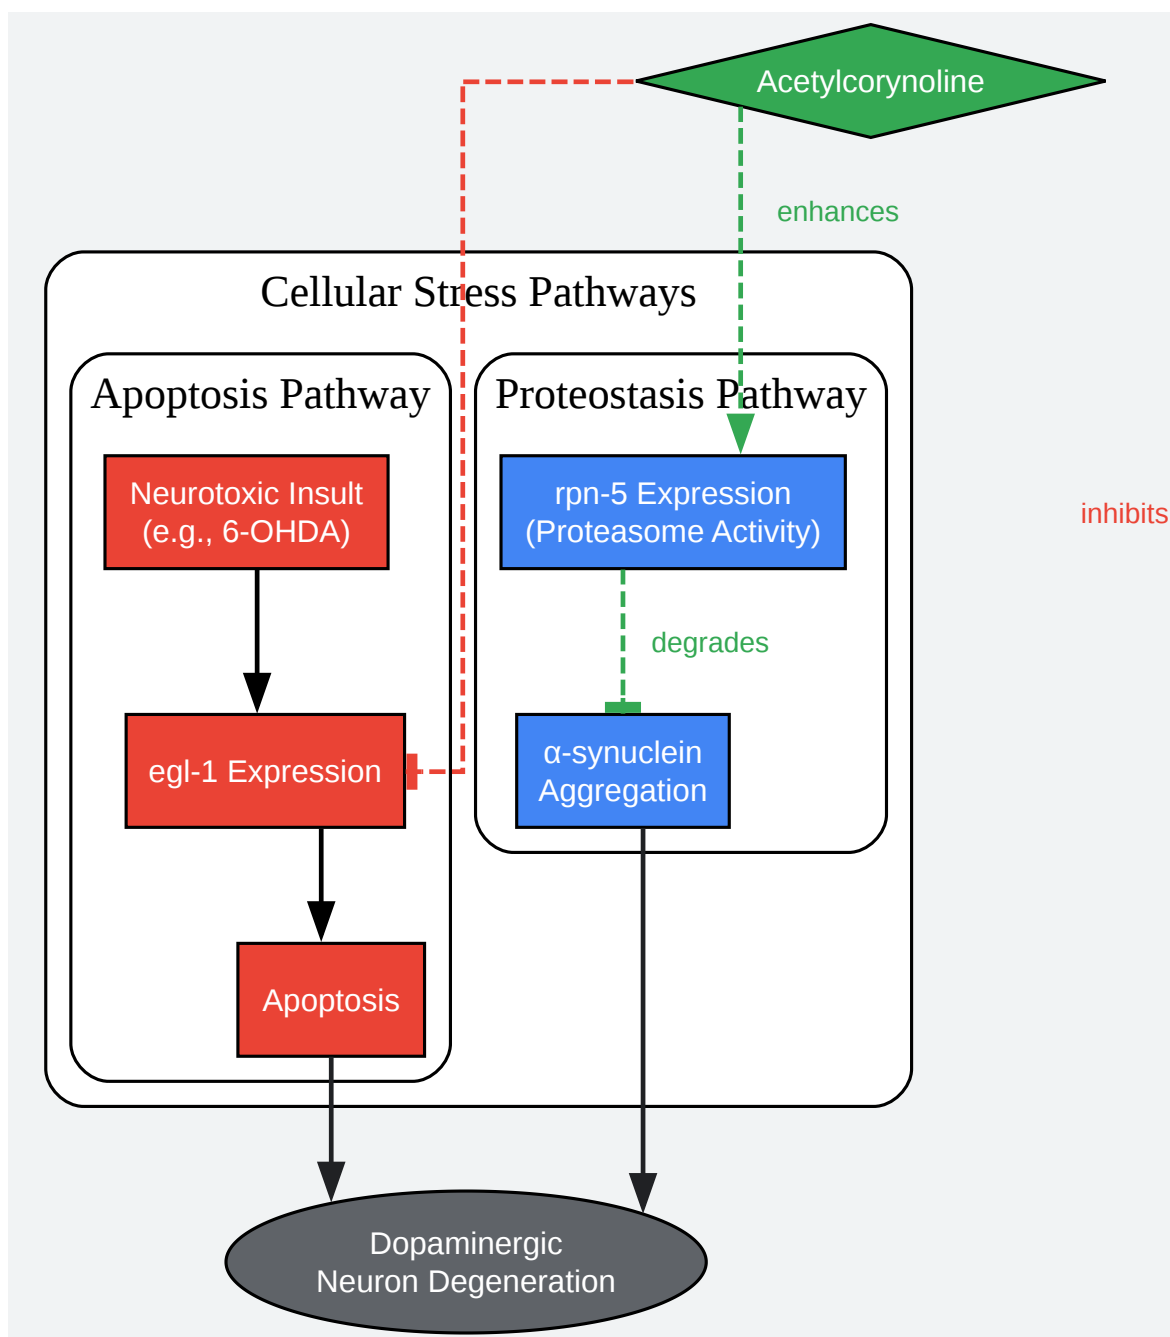 Acetylcorynoline
enhances
Cellular Stress Pathways
Apoptosis Pathway
Proteostasis Pathway
Neurotoxic Insult
(e.g., 6-OHDA)
rpn-5 Expression
(Proteasome Activity)
inhibits
degrades
egl-1 Expression
α-synuclein
Aggregation
Apoptosis
Dopaminergic
Neuron Degeneration